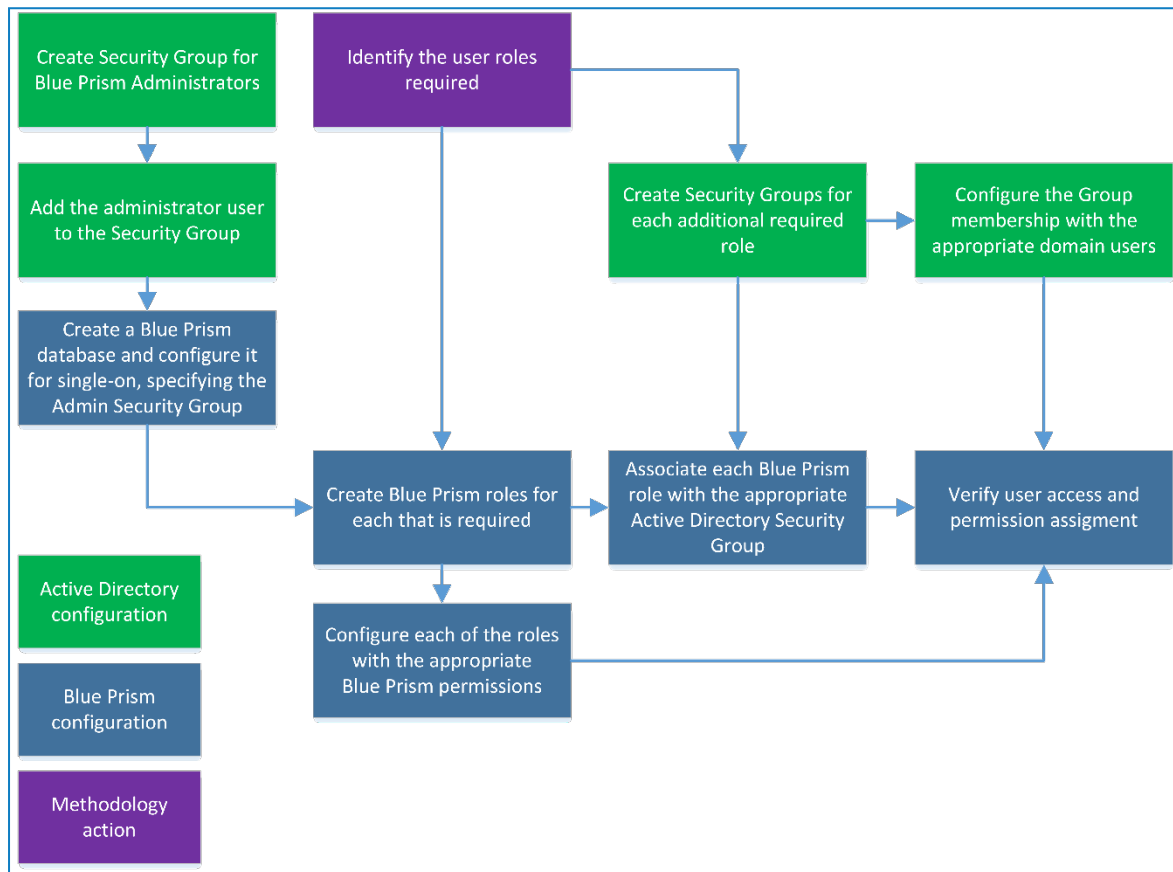 Create Security Group for
Blue Prism Administrators
Identify the user roles
required
Add the administrator user
to the Security Group
Create Security Groups for
each additional required
role
Configure the Group
membership with the
appropriate domain users
Create a Blue Prism
database and configure it
for single-on, specifying the
Admin Security Group
Create Blue Prism roles for
each that is required
Associate each Blue Prism
role with the appropriate
Active Directory Security
Group
Verify user access and
permission assigment
Configure each of the roles
with the appropriate
Blue Prism permissions
Active Directory
configuration
Blue Prism
configuration
Methodology
action